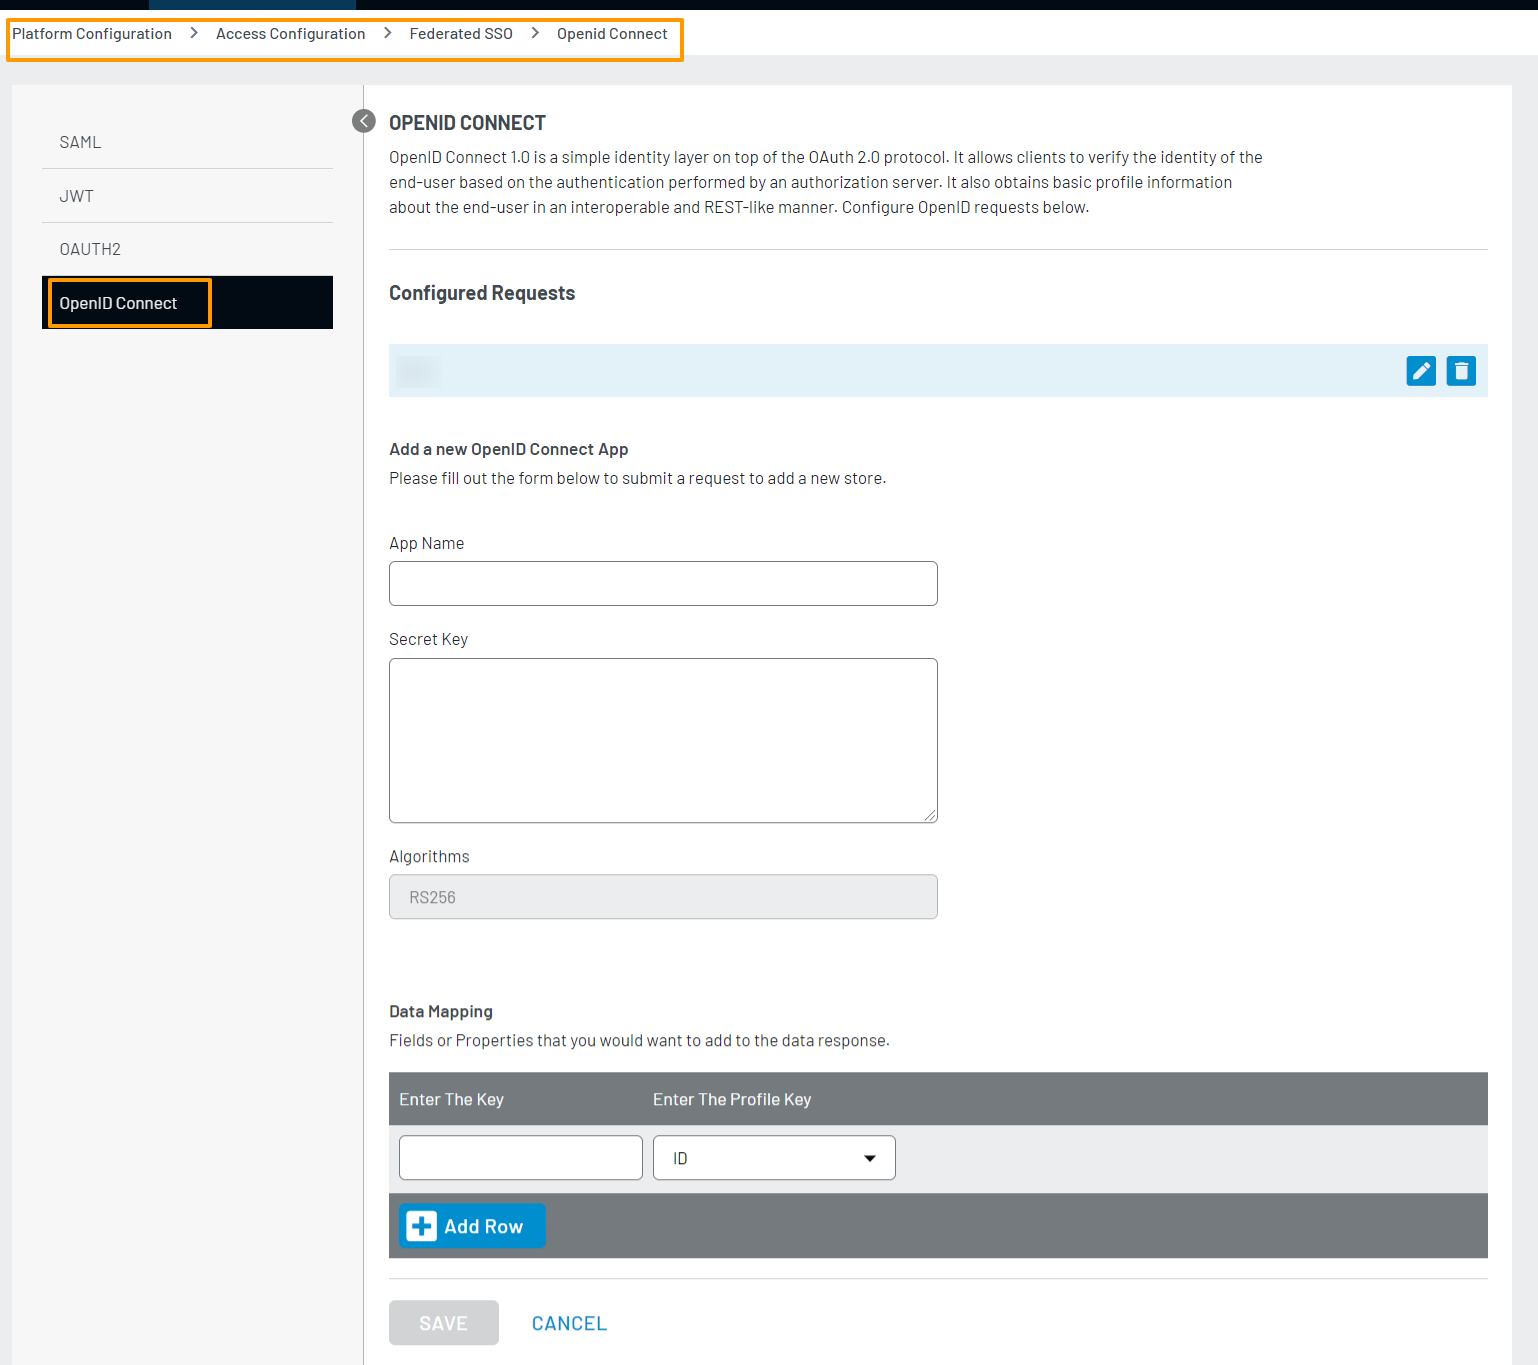 Platform Configuration > Access Configuration > Federated SSO > Openid Connect
SAML
JWT
OAUTH2
OpenID Connect
OPENID CONNECT
OpenID Connect 1.0 is a simple identity layer on top of the OAuth 2.0 protocol. It allows clients to verify the identity of the
end-user based on the authentication performed by an authorization server. It also obtains basic profile information
about the end-user in an interoperable and REST-like manner. Configure OpenID requests below.
Configured Requests
Add a new OpenID Connect App
Please fill out the form below to submit a request to add a new store.
App Name
Secret Key
Algorithms
RS256
Data Mapping
Fields or Properties that you would want to add to the data response.
Enter The Key Enter The Profile Key
ID
Add Row
SAVE CANCEL